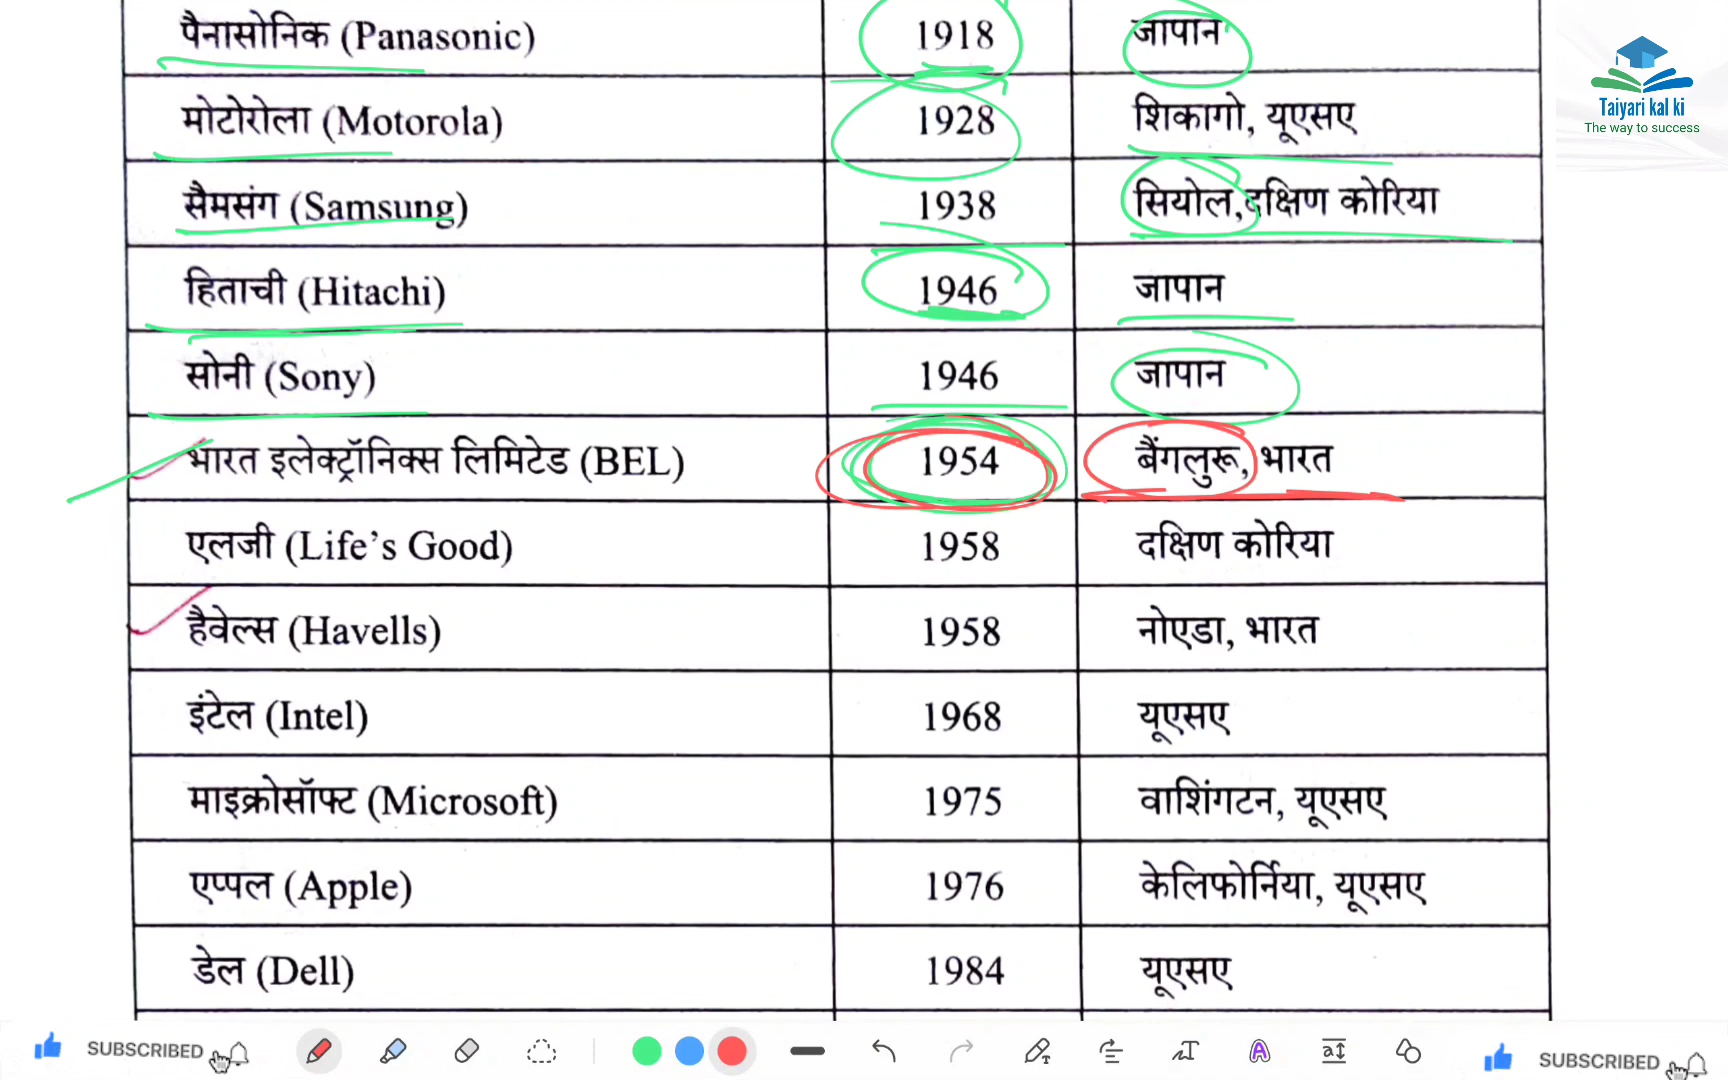 पैनासोनिक (Panasonic) 1918 जापान
Taiyari kal ki
The way to success
मोटोरोला (Motorola) 1928 शिकागो, यूएसए
सैमसंग (Samsung) 1938 सियोल,दक्षिण कोरिया
हिताची (Hitachi) 1946 जापान
सोनी (Sony) 1946 जापान
भारत इलेक्ट्रॉनिक्स लिमिटेड (BEL) 1954 बैंगलुरू, भारत
एलजी (Life’s Good) 1958 दक्षिण कोरिया
हैवेल्स (Havells) 1958 नोएडा, भारत
इंटेल (Intel) 1968 यूएसए
माइक्रोसॉफ्ट (Microsoft) 1975 वाशिंगटन, यूएसए
एप्पल (Apple) 1976 केलिफोर्निया, यूएसए
डेल (Dell) 1984 यूएसए
SUBSCRIBED SUBSCRIBED